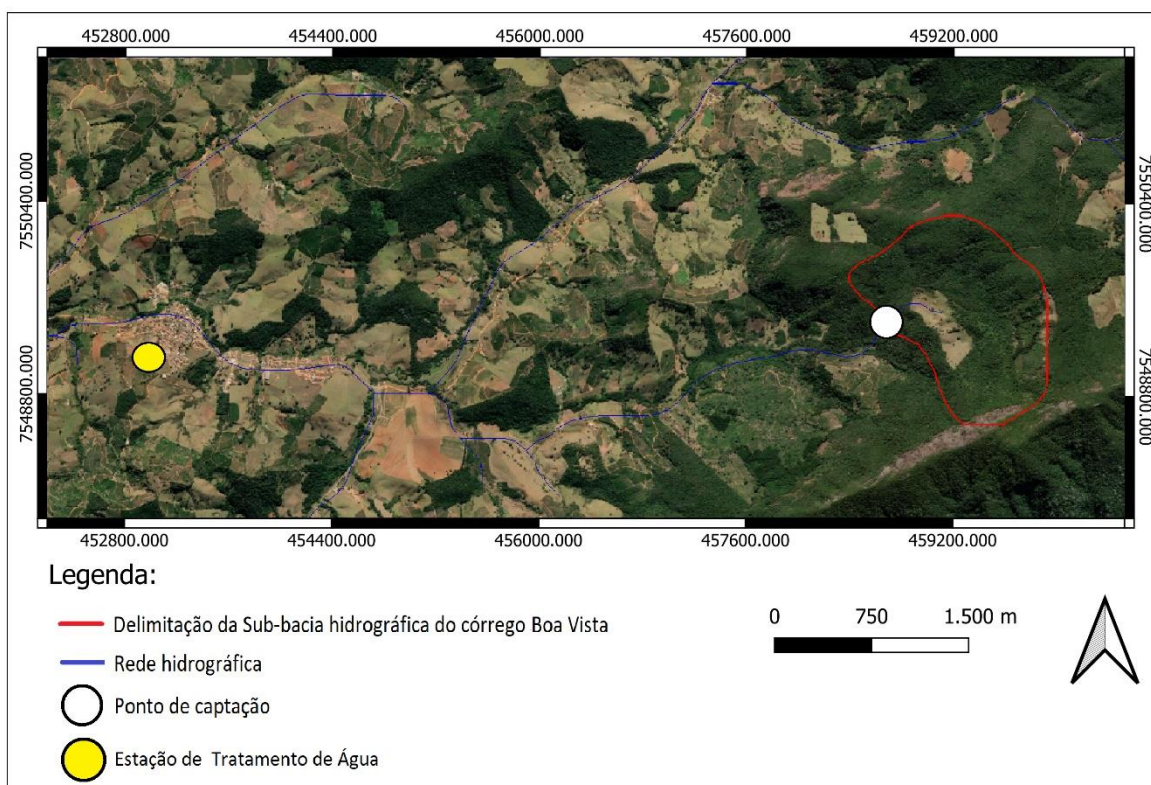 452800.000 454400.000 456000.000 457600.000 459200.000
7550400.000 7550400.000
7548800.000 7548800.000
452800.000 454400.000 456000.000 457600.000 459200.000
Legenda:
Delimitação da Sub-bacia hidrográfica do córrego Boa Vista
Rede hidrográfica
Ponto de captação
Estação de Tratamento de Água
0 750 1.500 m